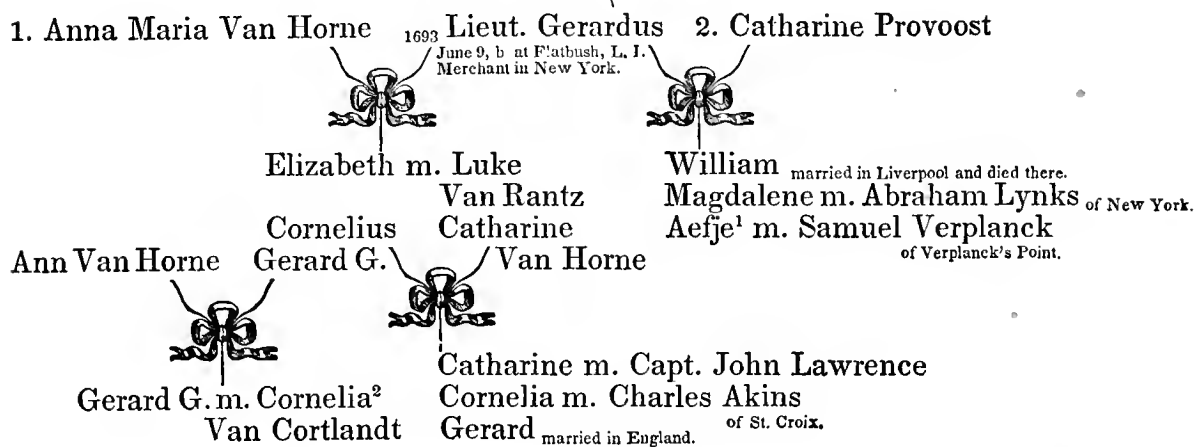 1. Anna Maria Van Horne 1693 Lieut. Gerardus 2. Catharine Provoost
June 9, b at Flatbush, L. I.
Merchant in New York.
Elizabeth m. Luke
Van Rantz
William married in Liverpool and died there.
Magdalene m. Abraham Lynks of New York.
Aefje¹ m. Samuel Verplanck
of Verplanck's Point.
Cornelius Catharine
Ann Van Horne Gerard G. Van Horne
Catharine m. Capt. John Lawrence
Gerard G. m. Cornelia² Cornelia m. Charles Akins
of St. Croix.
Van Cortlandt Gerard married in England.